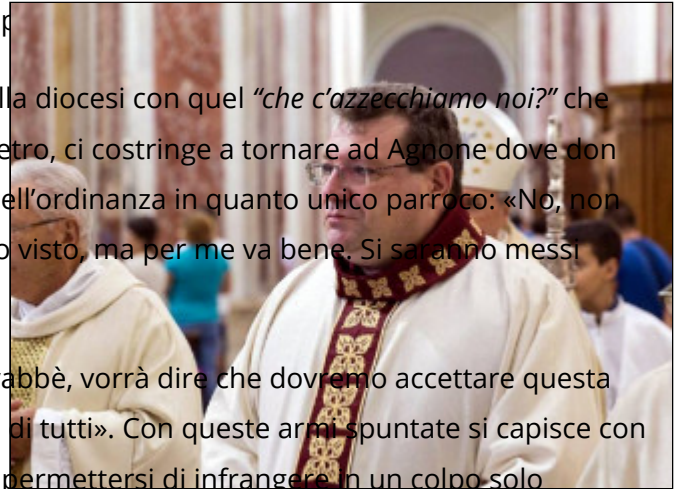 lla diocesi con quel “che c’azzecchiamo noi?” che
etro, ci costringe a tornare ad Agnone dove don
ell’ordinanza in quanto unico parroco: «No, non
o visto, ma per me va bene. Si saranno messi
abbè, vorrà dire che dovremo accettare questa
di tutti». Con queste armi spuntate si capisce con
permettersi di infrangere in un colpo solo